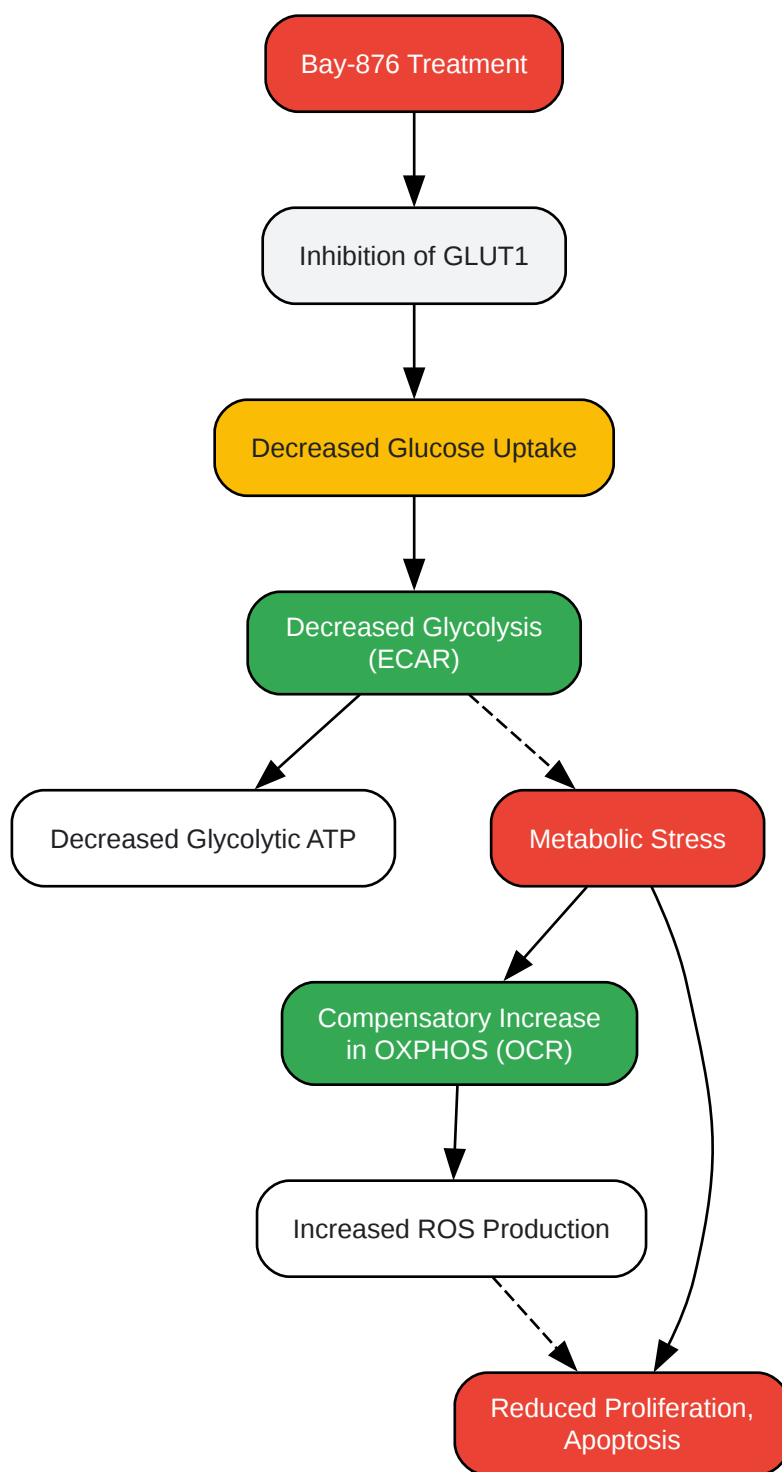 Bay-876 Treatment
Inhibition of GLUT1
Decreased Glucose Uptake
Decreased Glycolysis
(ECAR)
Decreased Glycolytic ATP
Metabolic Stress
Compensatory Increase
in OXPHOS (OCR)
Increased ROS Production
Reduced Proliferation,
Apoptosis